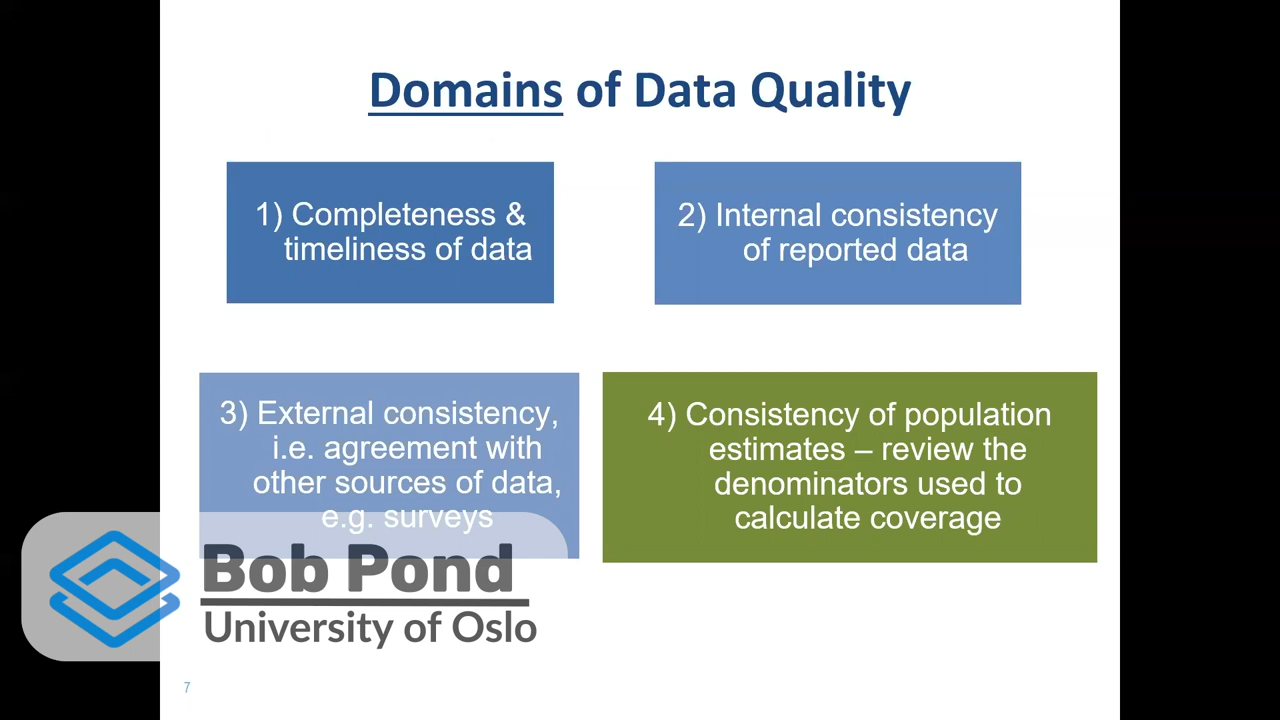 Domains of Data Quality
1) Completeness &
timeliness of data
2) Internal consistency
of reported data
3) External consistency,
i.e. agreement with
other sources of data,
e.g. surveys
4) Consistency of population
estimates – review the
denominators used to
calculate coverage
Bob Pond
University of Oslo
7